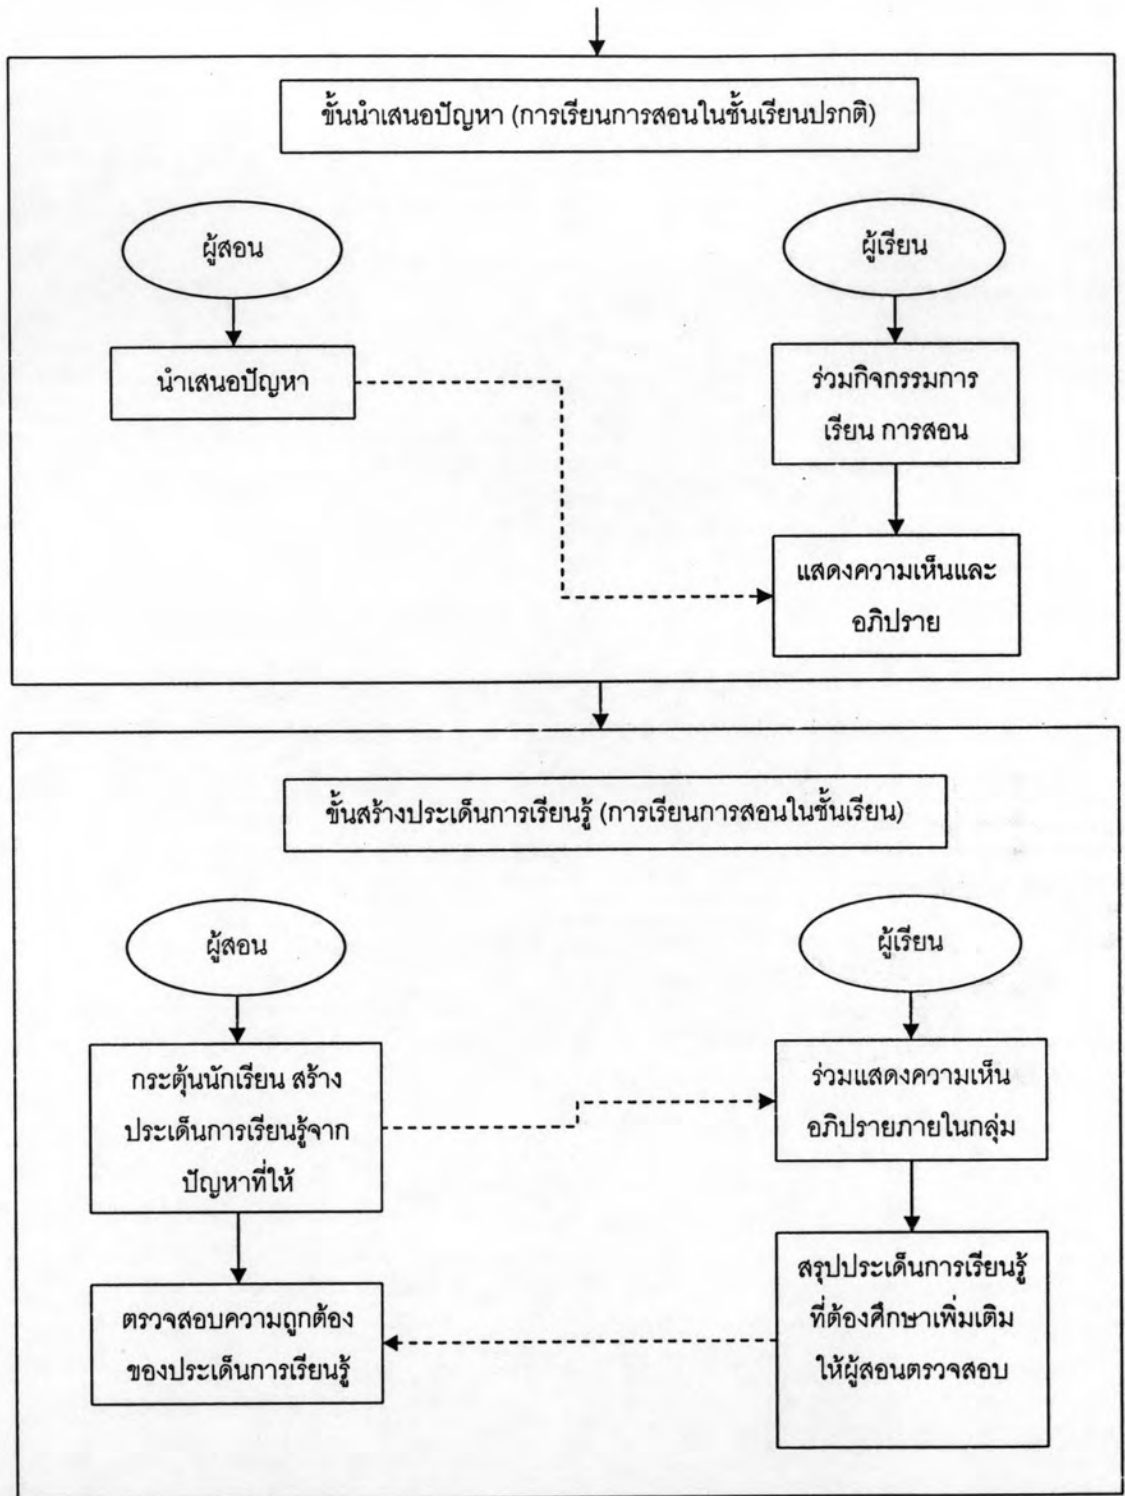 ขั้นนำเสนอปัญหา (การเรียนการสอนในชั้นเรียนปรกติ)
ผู้สอน
ผู้เรียน
นำเสนอปัญหา
ร่วมกิจกรรมการ
เรียน การสอน
แสดงความเห็นและ
อภิปราย
ขั้นสร้างประเด็นการเรียนรู้ (การเรียนการสอนในชั้นเรียน)
ผู้สอน
ผู้เรียน
กระตุ้นนักเรียน สร้าง
ประเด็นการเรียนรู้จาก
ปัญหาที่ให้
ร่วมแสดงความเห็น
อภิปรายภายในกลุ่ม
ตรวจสอบความถูกต้อง
ของประเด็นการเรียนรู้
สรุปประเด็นการเรียนรู้
ที่ต้องศึกษาเพิ่มเติม
ให้ผู้สอนตรวจสอบ